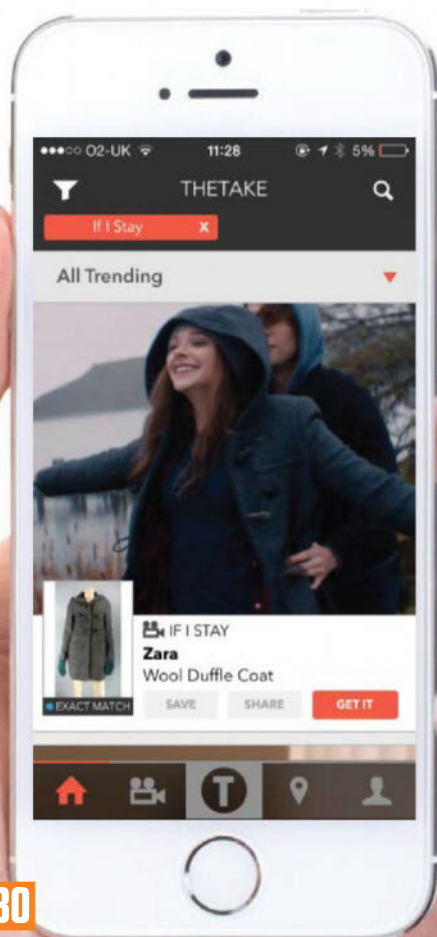 O2-UK 11:28 5%
THETAKE
If I Stay X
All Trending
IF I STAY
Zara
Wool Duffle Coat
EXACT MATCH SAVE SHARE GET IT
T
30